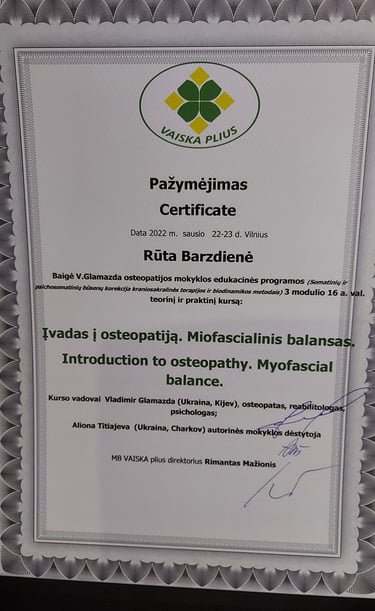 VAISKA PLIUS
Pažymėjimas
Certificate
Data 2022 m. sausio 22-23 d. Vilnius
Rūta Barzdienė
Baigė V.Glamazda osteopatijos mokyklos edukacinės programos (Somatinių ir
psichosomatinių būsenų korekcija kraniosakralinės terapijos ir biodinamikos metodais) 3 modulio 16 a. val.
teorinį ir praktinį kursą:
Įvadas į osteopatiją. Miofascialinis balansas.
Introduction to osteopathy. Myofascial
balance.
Kurso vadovai Vladimir Glamazda (Ukraina, Kijev), osteopatas, reabilitologas,
psichologas;
Aliona Titiajeva (Ukraina, Charkov) autorinės mokyklos dėstytoja
MB VAISKA plius direktorius Rimantas Mažionis